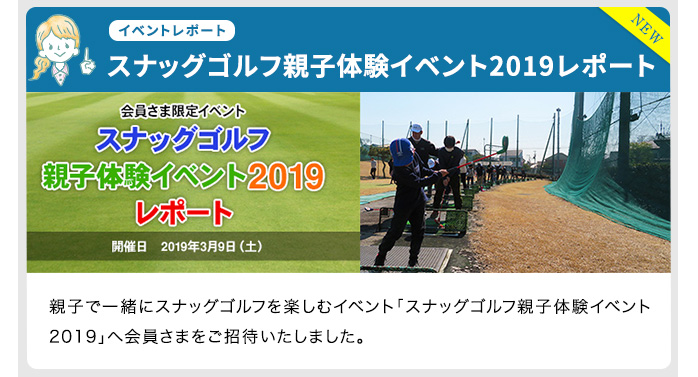 イベントレポート
NEW
スナッグゴルフ親子体験イベント2019レポート
会員さま限定イベント
スナッグゴルフ
親子体験イベント2019
レポート
開催日 2019年3月9日（土）
親子で一緒にスナッグゴルフを楽しむイベント「スナッグゴルフ親子体験イベント
2019」へ会員さまをご招待いたしました。